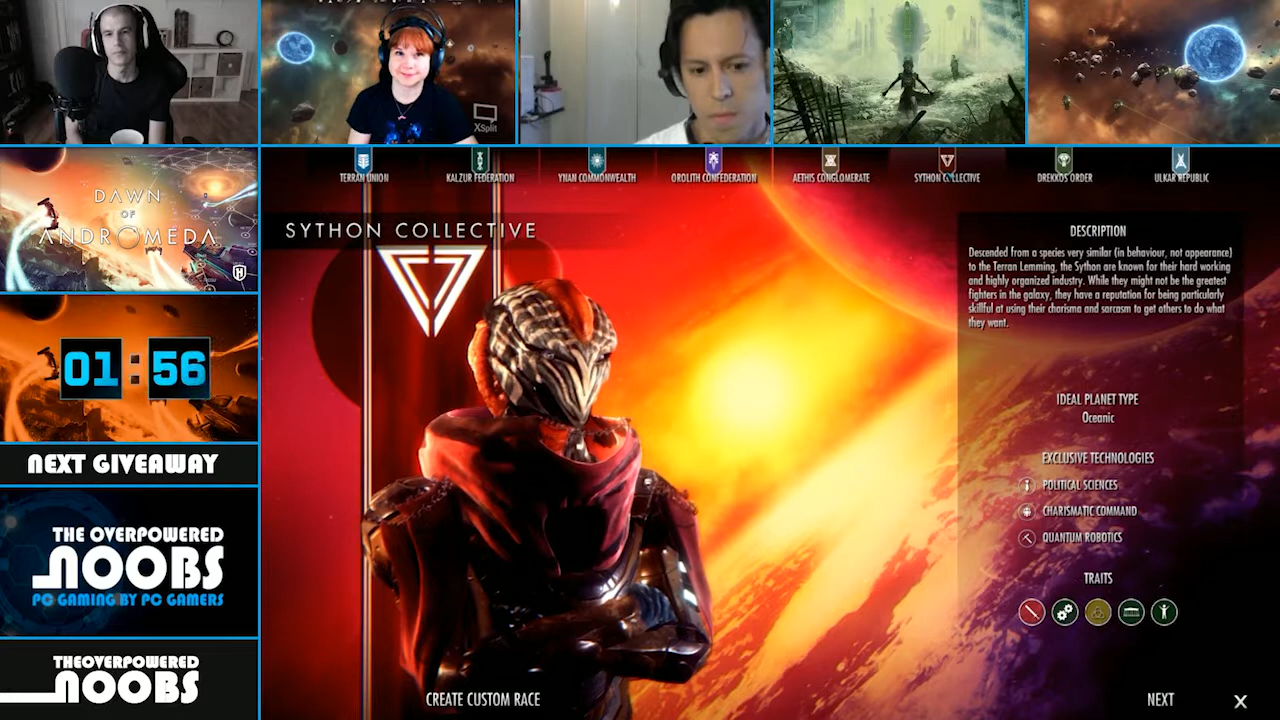 XSplit
DAWN
OF
ANDROMEDA
01:56
NEXT GIVEAWAY
THE OVERPOWERED
NOOBS
PC GAMING BY PC GAMERS
THEOVERPOWERED
NOOBS
TERRAN UNION
KALZUR FEDERATION
YHAN COMMONWEALTH
OROLITH CONFEDERATION
AETHIS CONGLOMERATE
SYTHON COLLECTIVE
DREKKOS ORDER
ULKAR REPUBLIC
SYTHON COLLECTIVE
DESCRIPTION
Descended from a species very similar (in behaviour, not appearance)
to the Terran Lemming, the Sython are known for their hard working
and highly organized industry. While they might not be the greatest
fighters in the galaxy, they have a reputation for being particularly
skillful at using their charisma and sarcasm to get others to do what
they want.
IDEAL PLANET TYPE
Oceanic
EXCLUSIVE TECHNOLOGIES
POLITICAL SCIENCES
CHARISMATIC COMMAND
QUANTUM ROBOTICS
TRAITS
CREATE CUSTOM RACE
NEXT
X